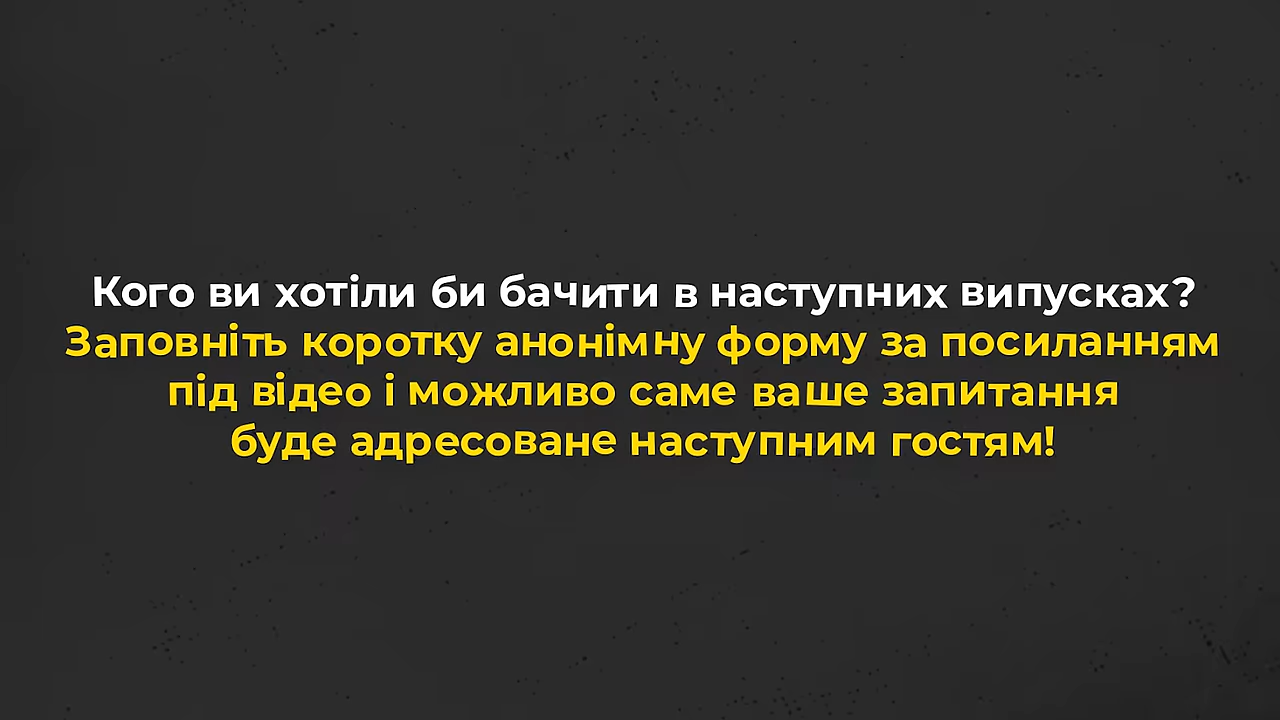 Кого ви хотіли би бачити в наступних випусках?
Заповніть коротку анонімну форму за посиланням
під відео і можливо саме ваше запитання
буде адресоване наступним гостям!